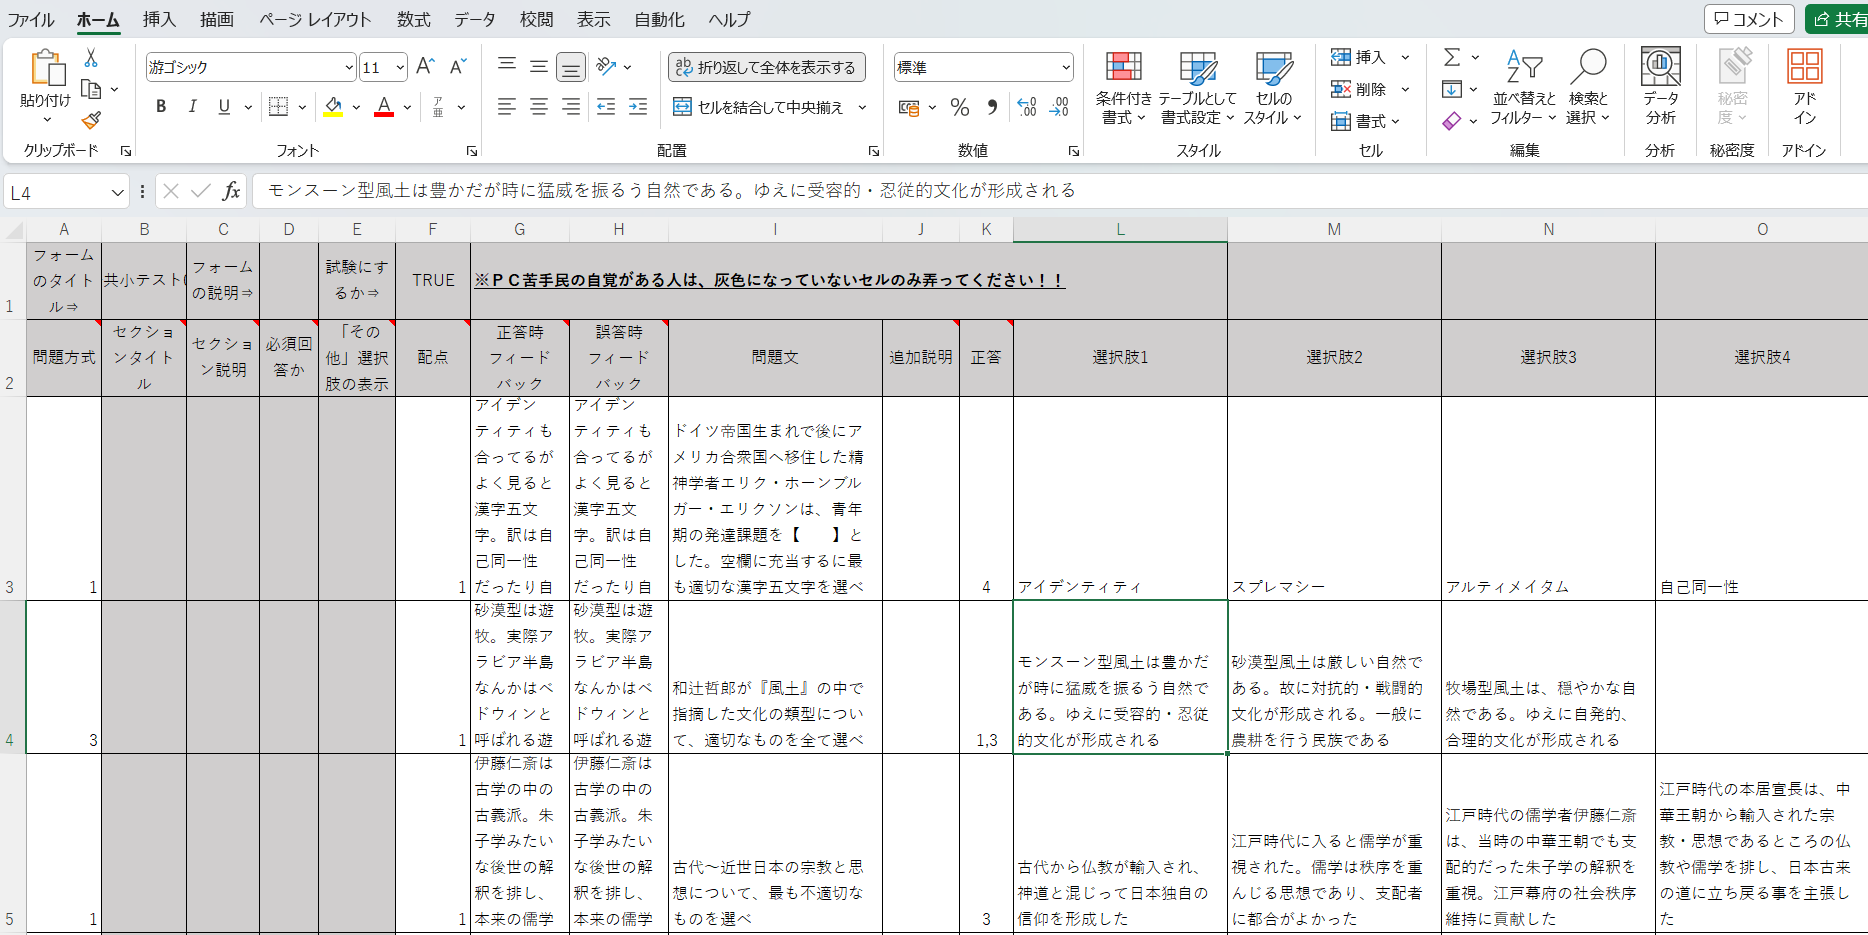 ファイル ホーム 挿入 描画 ページ レイアウト 数式 データ 校閲 表示 自動化 ヘルプ コメント 共有
游ゴシック 11 折り返して全体を表示する 標準 挿入
貼り付け B I U セルを結合して中央揃え 条件付き書式 テーブルとして書式設定 セルのスタイル 削除 書式 並べ替えとフィルター 検索と選択 データ分析 秘密度 アドイン
クリップボード フォント 配置 数値 スタイル セル 編集 分析 秘密度 アドイン
L4 fx モンスーン型風土は豊かだが時に猛威を振るう自然である。ゆえに受容的・忍従的文化が形成される
A B C D E F G H I J K L M N O
1
フォーム
のタイト
ル⇒
共小テスト
フォーム
の説明⇒
試験にす
るか⇒
TRUE
※ＰＣ苦手民の自覚がある人は、灰色になっていないセルのみ弄ってください！！
2
問題方式
セクショ
ンタイト
ル
セクショ
ン説明
必須回
答か
「その
他」選択
肢の表示
配点
正答時
フィード
バック
誤答時
フィード
バック
問題文
追加説明
正答
選択肢1
選択肢2
選択肢3
選択肢4
3
1
1
アイデン
ティティも
合ってるが
よく見ると
漢字五文
字。訳は自
己同一性
だったり自
アイデン
ティティも
合ってるが
よく見ると
漢字五文
字。訳は自
己同一性
だったり自
ドイツ帝国生まれで後にア
メリカ合衆国へ移住した精
神学者エリク・ホーンブル
ガー・エリクソンは、青年
期の発達課題を【　　】と
した。空欄に充当するに最
も適切な漢字五文字を選べ
4
アイデンティティ
スプレマシー
アルティメイタム
自己同一性
4
3
1
砂漠型は遊
牧。実際ア
ラビア半島
なんかはベ
ドウィンと
呼ばれる遊
砂漠型は遊
牧。実際ア
ラビア半島
なんかはベ
ドウィンと
呼ばれる遊
和辻哲郎が『風土』の中で
指摘した文化の類型につい
て、適切なものを全て選べ
1,3
モンスーン型風土は豊かだ
が時に猛威を振るう自然で
ある。ゆえに受容的・忍従
的文化が形成される
砂漠型風土は厳しい自然で
ある。故に対抗的・戦闘的
文化が形成される。一般に
農耕を行う民族である
牧場型風土は、穏やかな自
然である。ゆえに自発的、
合理的文化が形成される
5
1
1
伊藤仁斎は
古学の中の
古義派。朱
子学みたい
な後世の解
釈を排し、
本来の儒学
伊藤仁斎は
古学の中の
古義派。朱
子学みたい
な後世の解
釈を排し、
本来の儒学
古代～近世日本の宗教と思
想について、最も不適切な
ものを選べ
3
古代から仏教が輸入され、
神道と混じって日本独自の
信仰を形成した
江戸時代に入ると儒学が重
視された。儒学は秩序を重
んじる思想であり、支配者
に都合がよかった
江戸時代の儒学者伊藤仁斎
は、当時の中華王朝でも支
配的だった朱子学の解釈を
重視。江戸幕府の社会秩序
維持に貢献した
江戸時代の本居宣長は、中
華王朝から輸入された宗
教・思想であるところの仏
教や儒学を排し、日本古来
の道に立ち戻る事を主張し
た